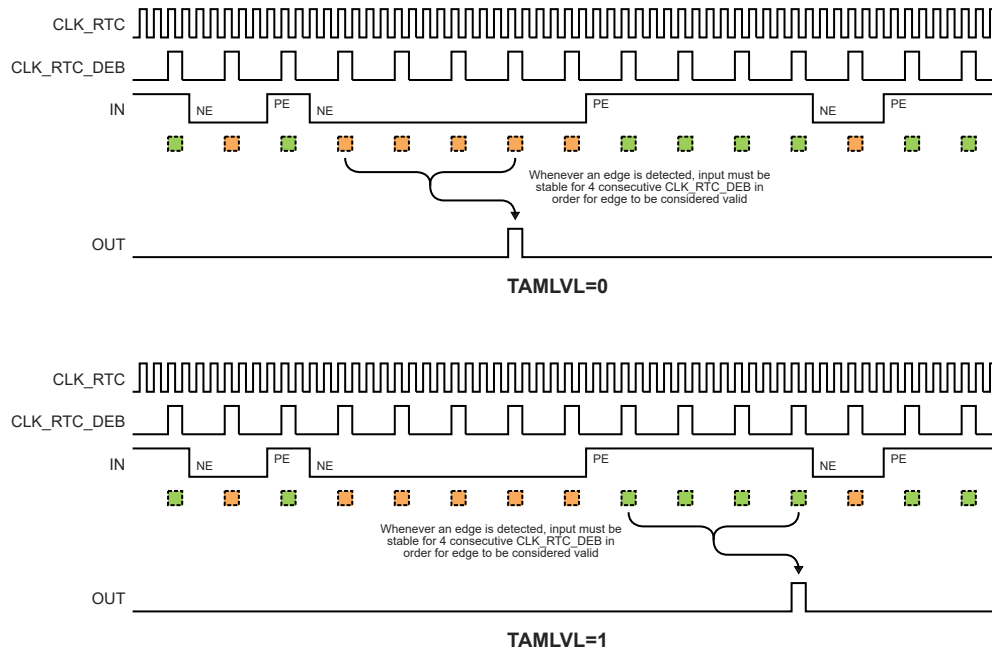 CLK_RTC
CLK_RTC_DEB
IN
NE
PE
NE
PE
NE
PE
Whenever an edge is detected, input must be
stable for 4 consecutive CLK_RTC_DEB in
order for edge to be considered valid
OUT
TAMLVL=0
CLK_RTC
CLK_RTC_DEB
IN
NE
PE
NE
PE
NE
PE
Whenever an edge is detected, input must be
stable for 4 consecutive CLK_RTC_DEB in
order for edge to be considered valid
OUT
TAMLVL=1